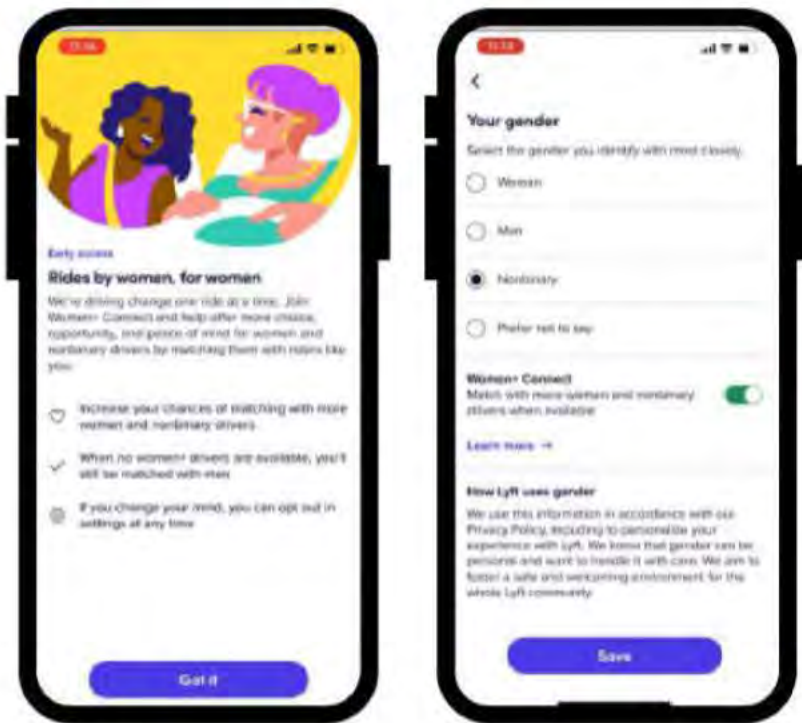 Early access
Rides by women, for women
We're driving change one ride at a time. Join
Women+ Connect and help offer more choice,
opportunity, and peace of mind for women and
nonbinary drivers by matching them with riders like
you.
Increase your chances of matching with more
women and nonbinary drivers
When no women+ drivers are available, you'll
still be matched with men
If you change your mind, you can opt out in
settings at any time
Got it
Your gender
Select the gender you identify with most closely.
Woman
Man
Nonbinary
Prefer not to say
Women+ Connect
Match with more women and nonbinary
drivers when available
Learn more →
How Lyft uses gender
We use this information in accordance with our
Privacy Policy, including to personalize your
experience with Lyft. We know that gender can be
personal and want to handle it with care. We aim to
foster a safe and welcoming environment for the
whole Lyft community.
Save